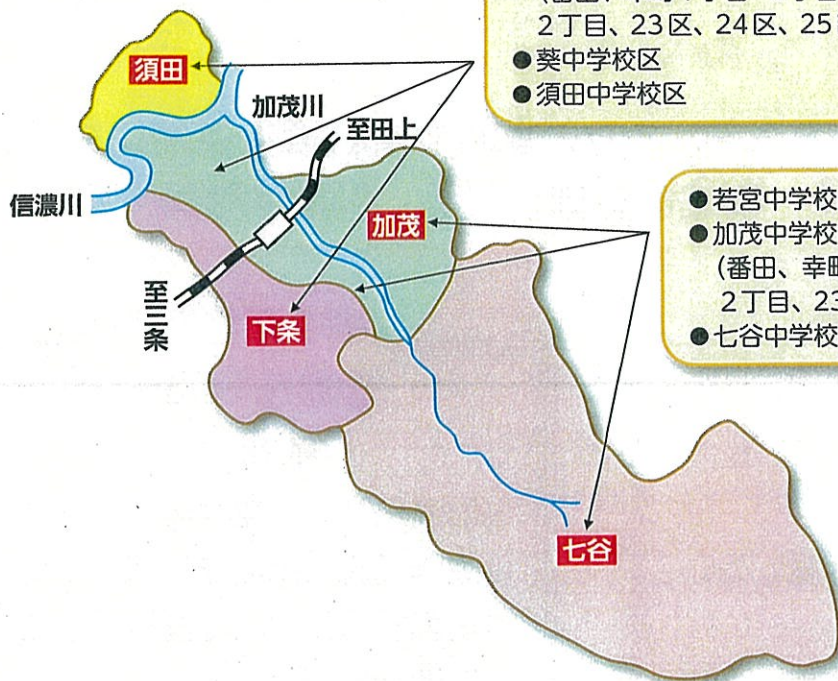 2丁目、23区、24区、25
●葵中学校区
●須田中学校区
須田
加茂川
至田上
信濃川
加茂
至三条
下条
●若宮中学校
●加茂中学校
(番田、幸町
2丁目、23
●七谷中学校
七谷